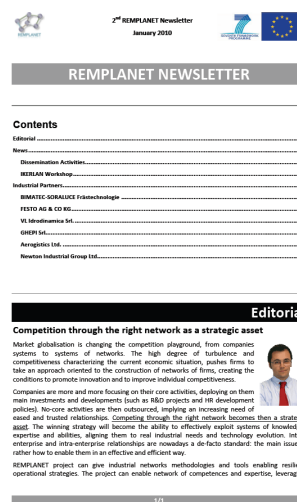 2nd REMPLANET Newsletter
January 2010
REMPLANET
SEVENTH FRAMEWORK
PROGRAMME
REMPLANET NEWSLETTER
Contents
Editorial
News
Dissemination Activities
IKERLAN Workshop
Industrial Partners
BIMATEC-SORALUCE Frästechnologie
FESTO AG & CO KG
VL Idrodinamica Srl.
GHEPI Srl
Aerogistics Ltd.
Newton Industrial Group Ltd
Editoria
Competition through the right network as a strategic asset
Market globalisation is changing the competition playground, from companies
systems to systems of networks. The high degree of turbulence and
competitiveness characterizing the current economic situation, pushes firms to
take an approach oriented to the construction of networks of firms, creating the
conditions to promote innovation and to improve individual competitiveness.
Companies are more and more focusing on their core activities, deploying on them
main investments and developments (such as R&D projects and HR development
policies). No-core activities are then outsourced, implying an increasing need of
eased and trusted relationships. Competing through the right network becomes then a strate
asset. The winning strategy will become the ability to effectively exploit systems of knowled
expertise and abilities, aligning them to real industrial needs and technology evolution. Int
enterprise and intra-enterprise relationships are nowadays a de-facto standard: the main issue
rather how to enable them in an effective and efficient way.
REMPLANET project can give industrial networks methodologies and tools enabling resilie
operational strategies. The project can enable network of competences and expertise, leverag
1/1